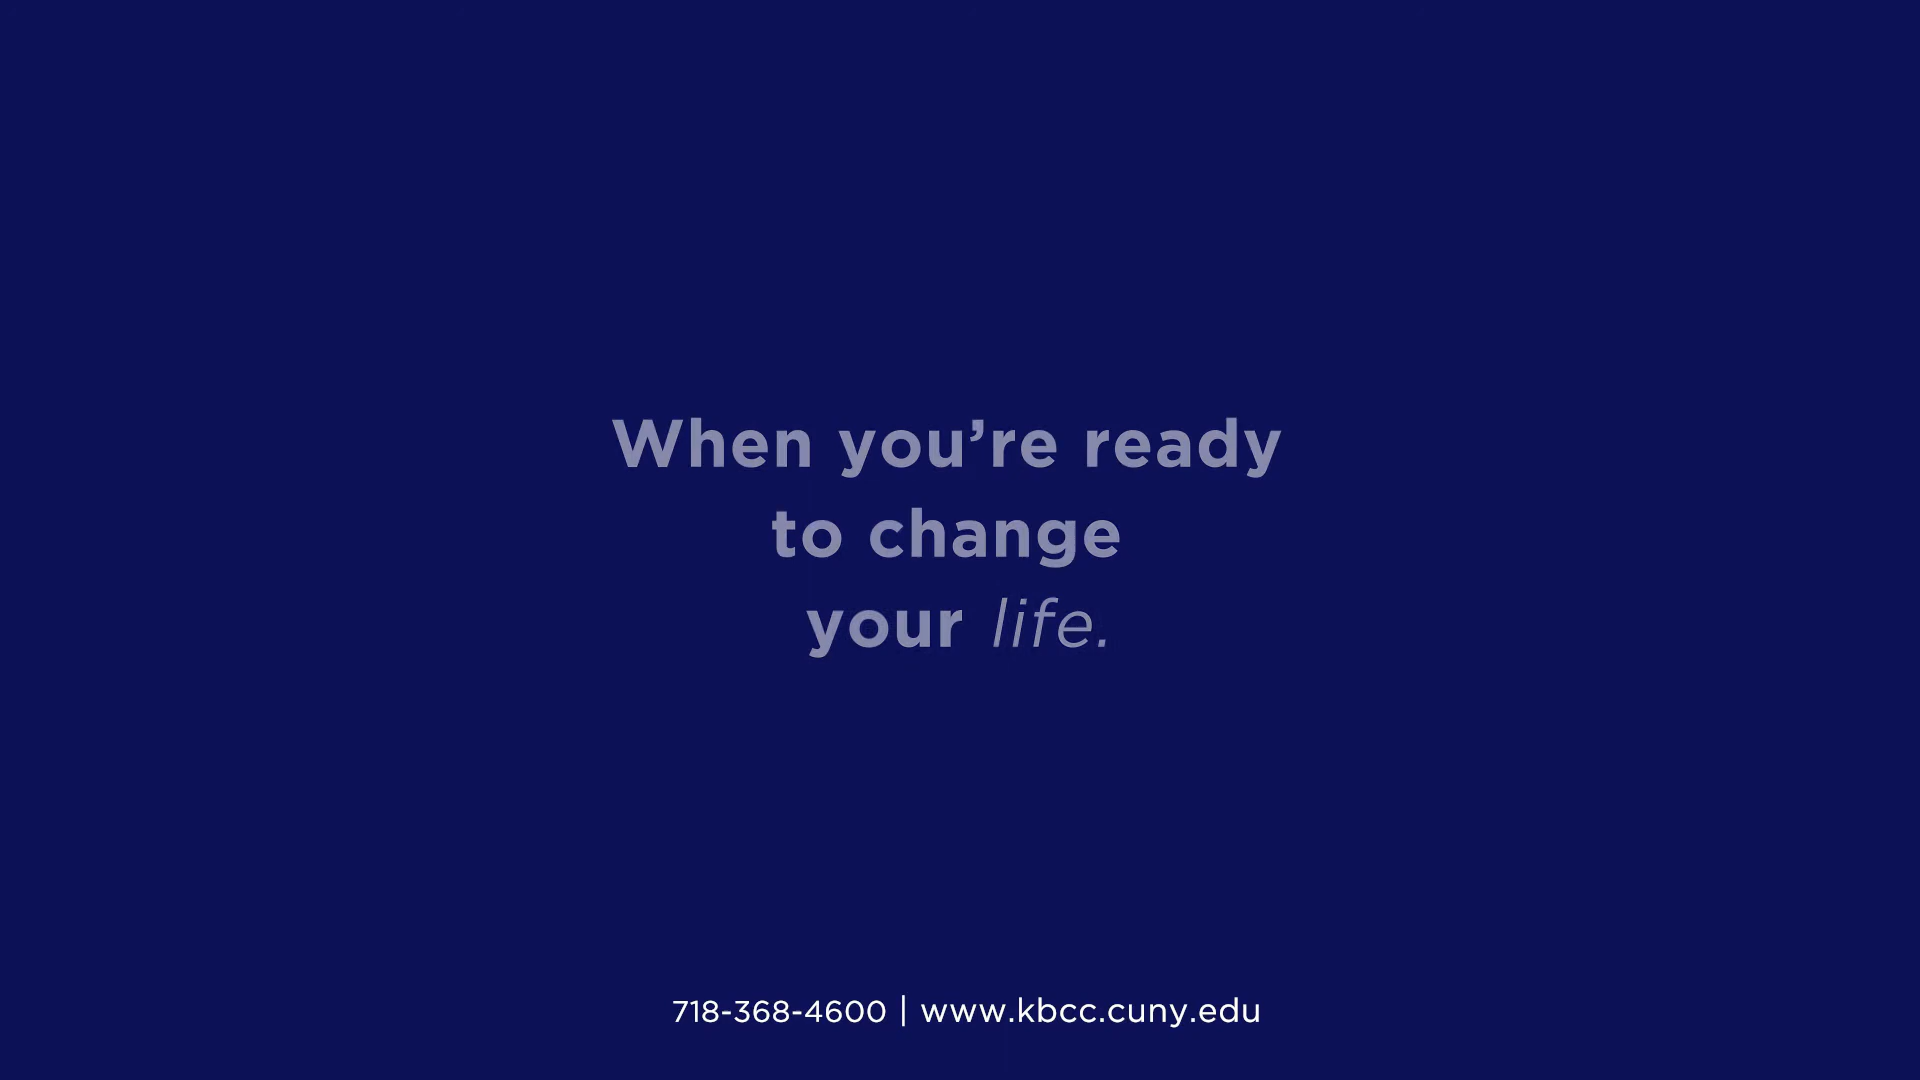 When you’re ready
to change
your life.
718-368-4600 | www.kbcc.cuny.edu